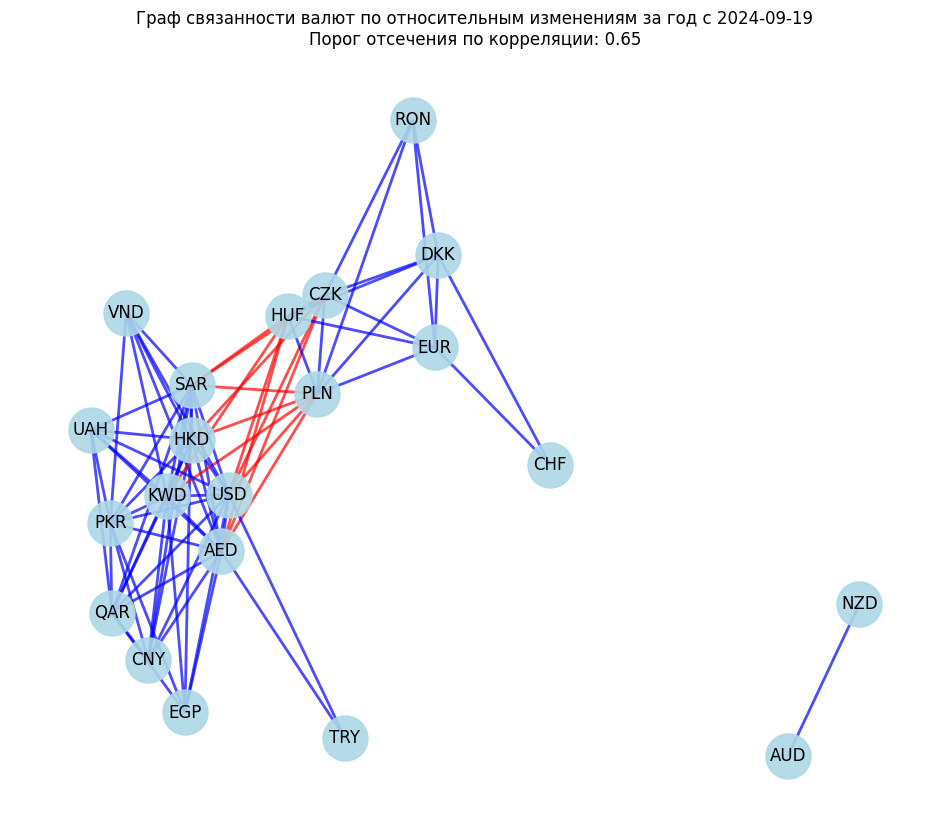 Граф связанности валют по относительным изменениям за год с 2024-09-19
Порог отсечения по корреляции: 0.65
RON
DKK
CZK
VND
HUF
EUR
SAR
PLN
UAH
HKD
CHF
KWD
USD
PKR
AED
NZD
QAR
CNY
EGP
TRY
AUD